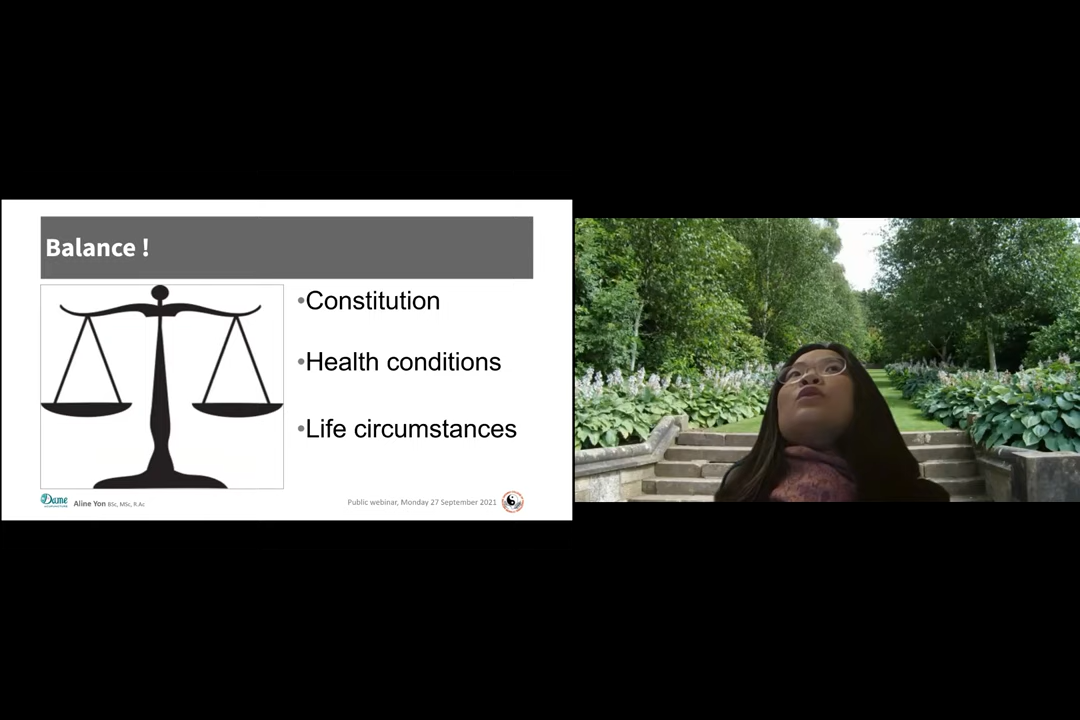 Balance !
•Constitution
•Health conditions
•Life circumstances
Dame
Aline Yon BSc, MSc, R.Ac
Public webinar, Monday 27 September 2021